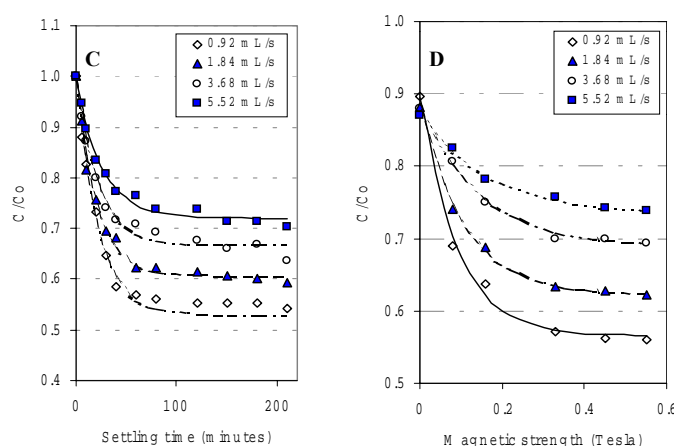 C
0.92 mL/s
1.84 mL/s
3.68 mL/s
5.52 mL/s
1.1
1.0
0.9
0.8
0.7
0.6
0.5
0.4
C/Co
0 100 200
Settling time (minutes)
D
0.92 mL/s
1.84 mL/s
3.68 mL/s
5.52 mL/s
1.0
0.9
0.8
0.7
0.6
0.5
C/Co
0 0.2 0.4 0.6
Magnetic strength (Tesla)